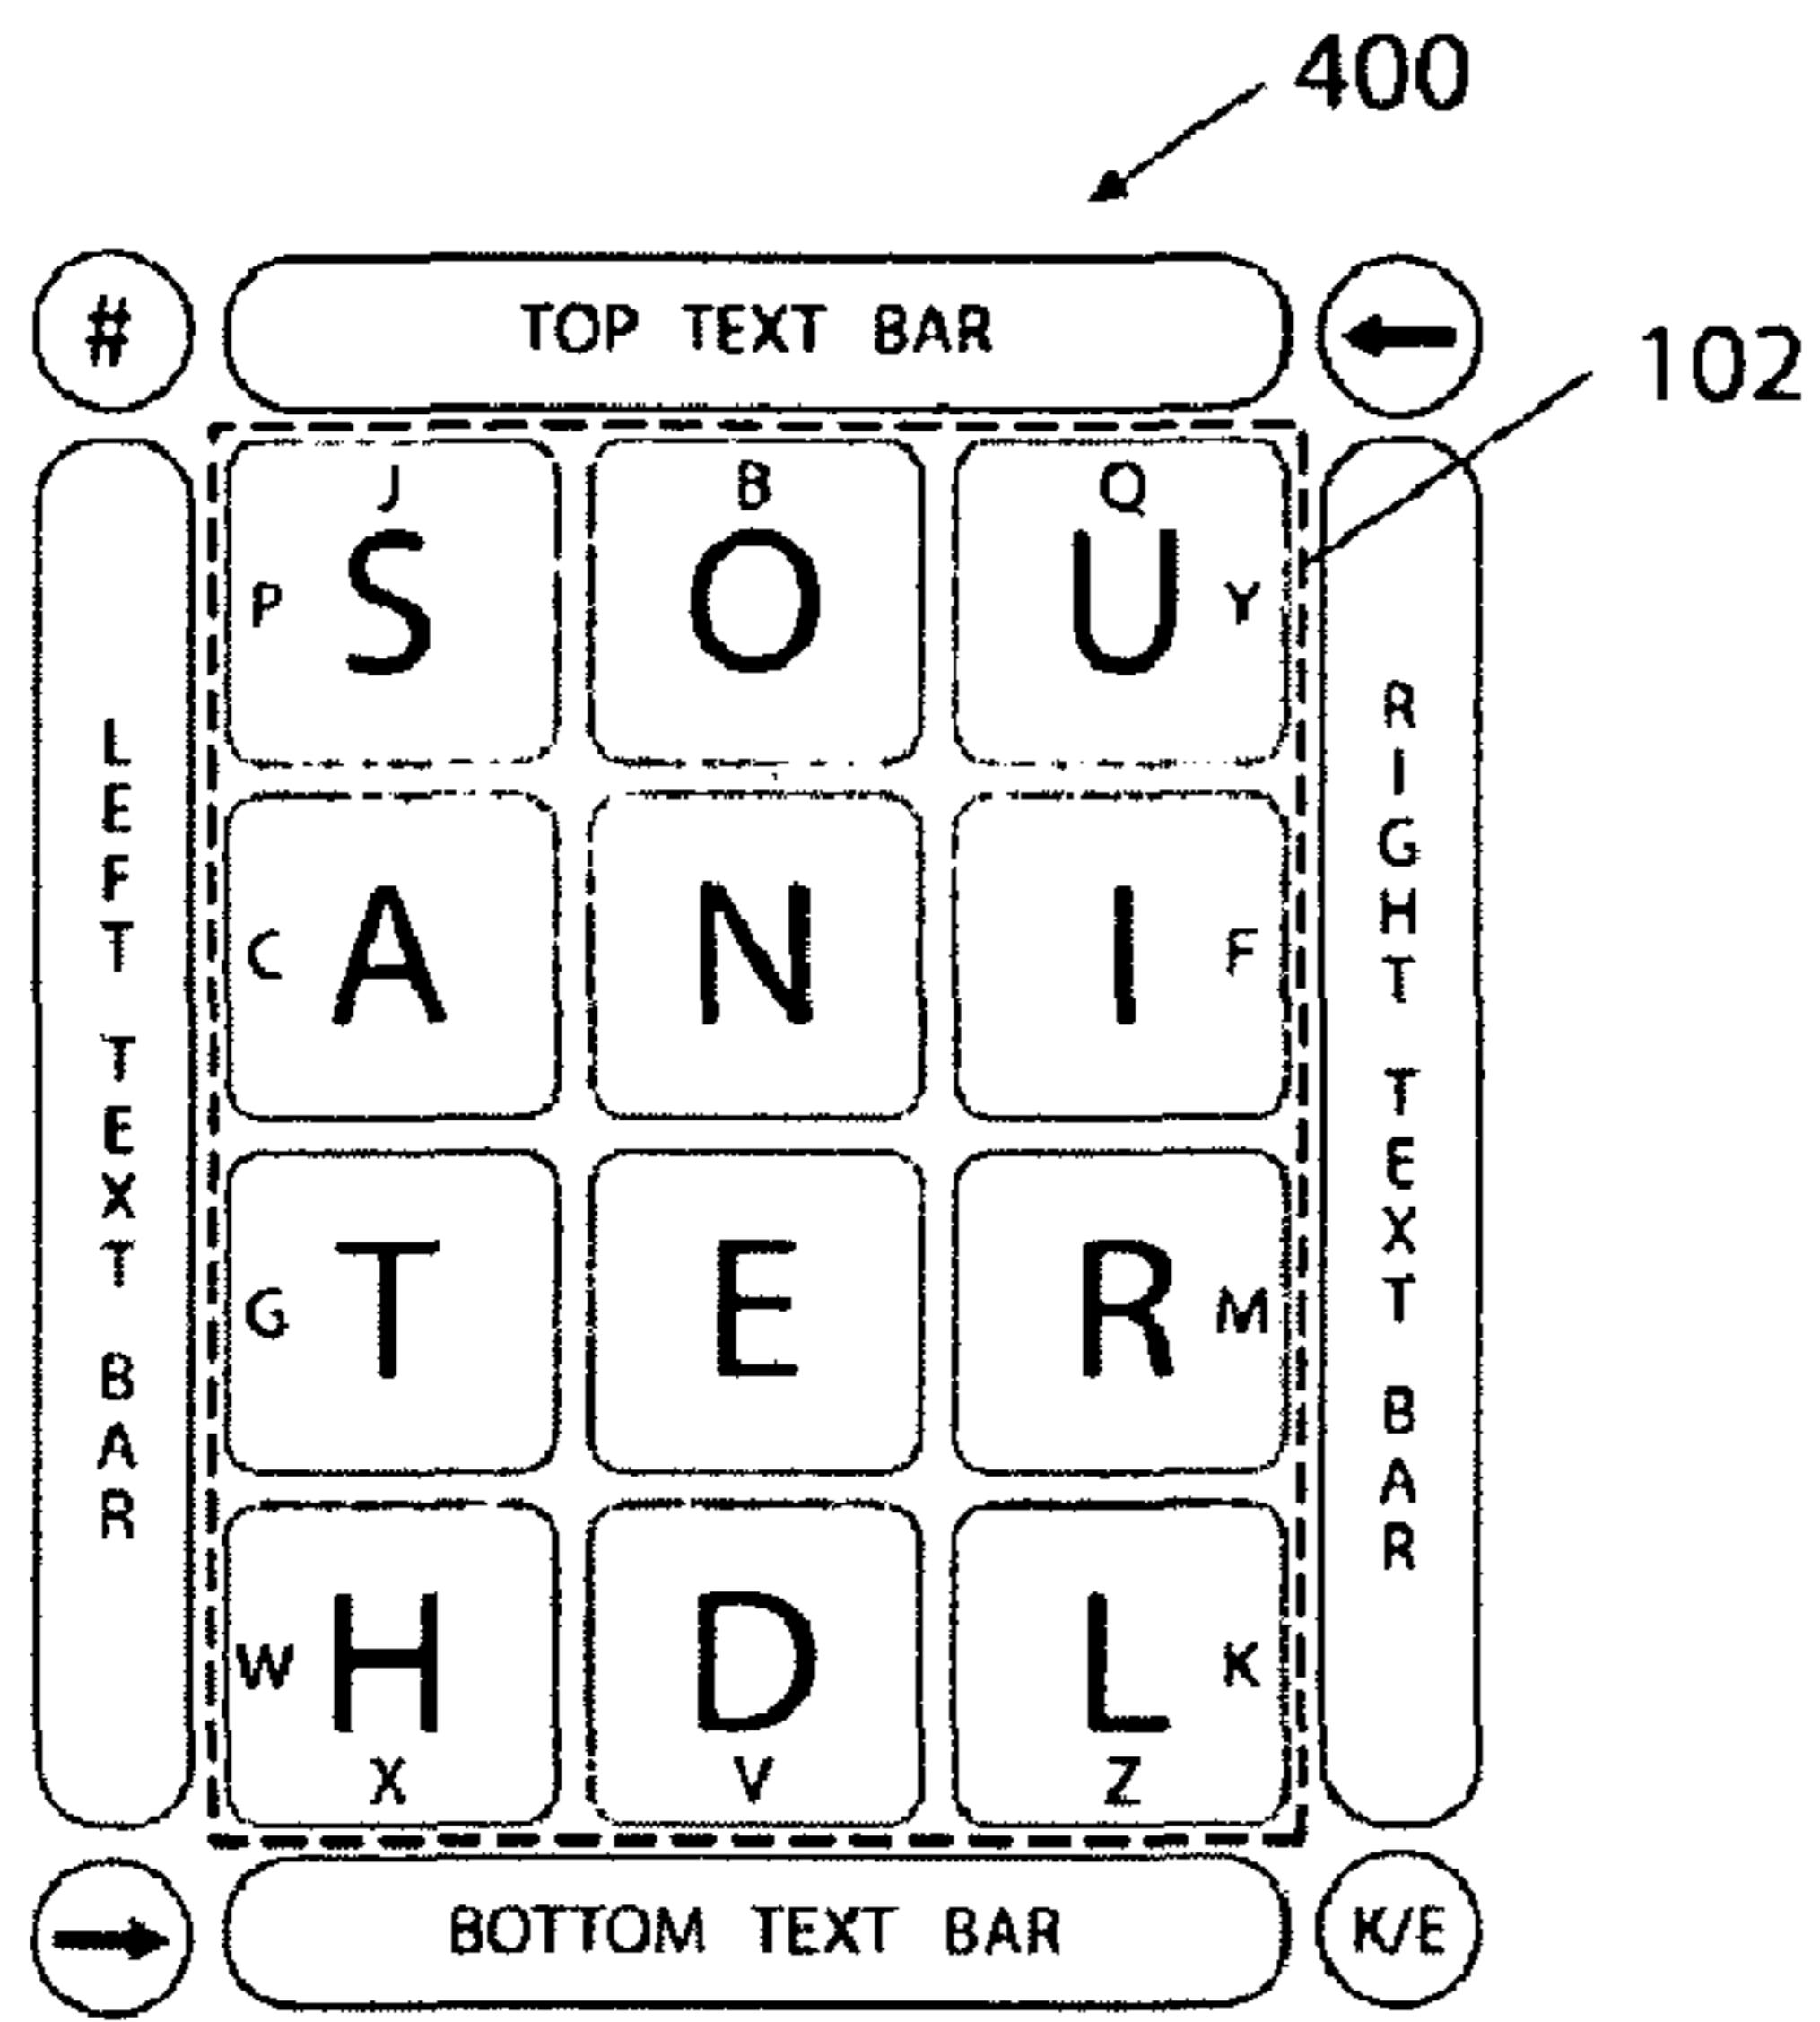 400
# TOP TEXT BAR
102
J B Q
P S O U Y
C A N I F
G T E R M
W H D L K
X V Z
LEFT TEXT BAR
RIGHT TEXT BAR
BOTTOM TEXT BAR K/E